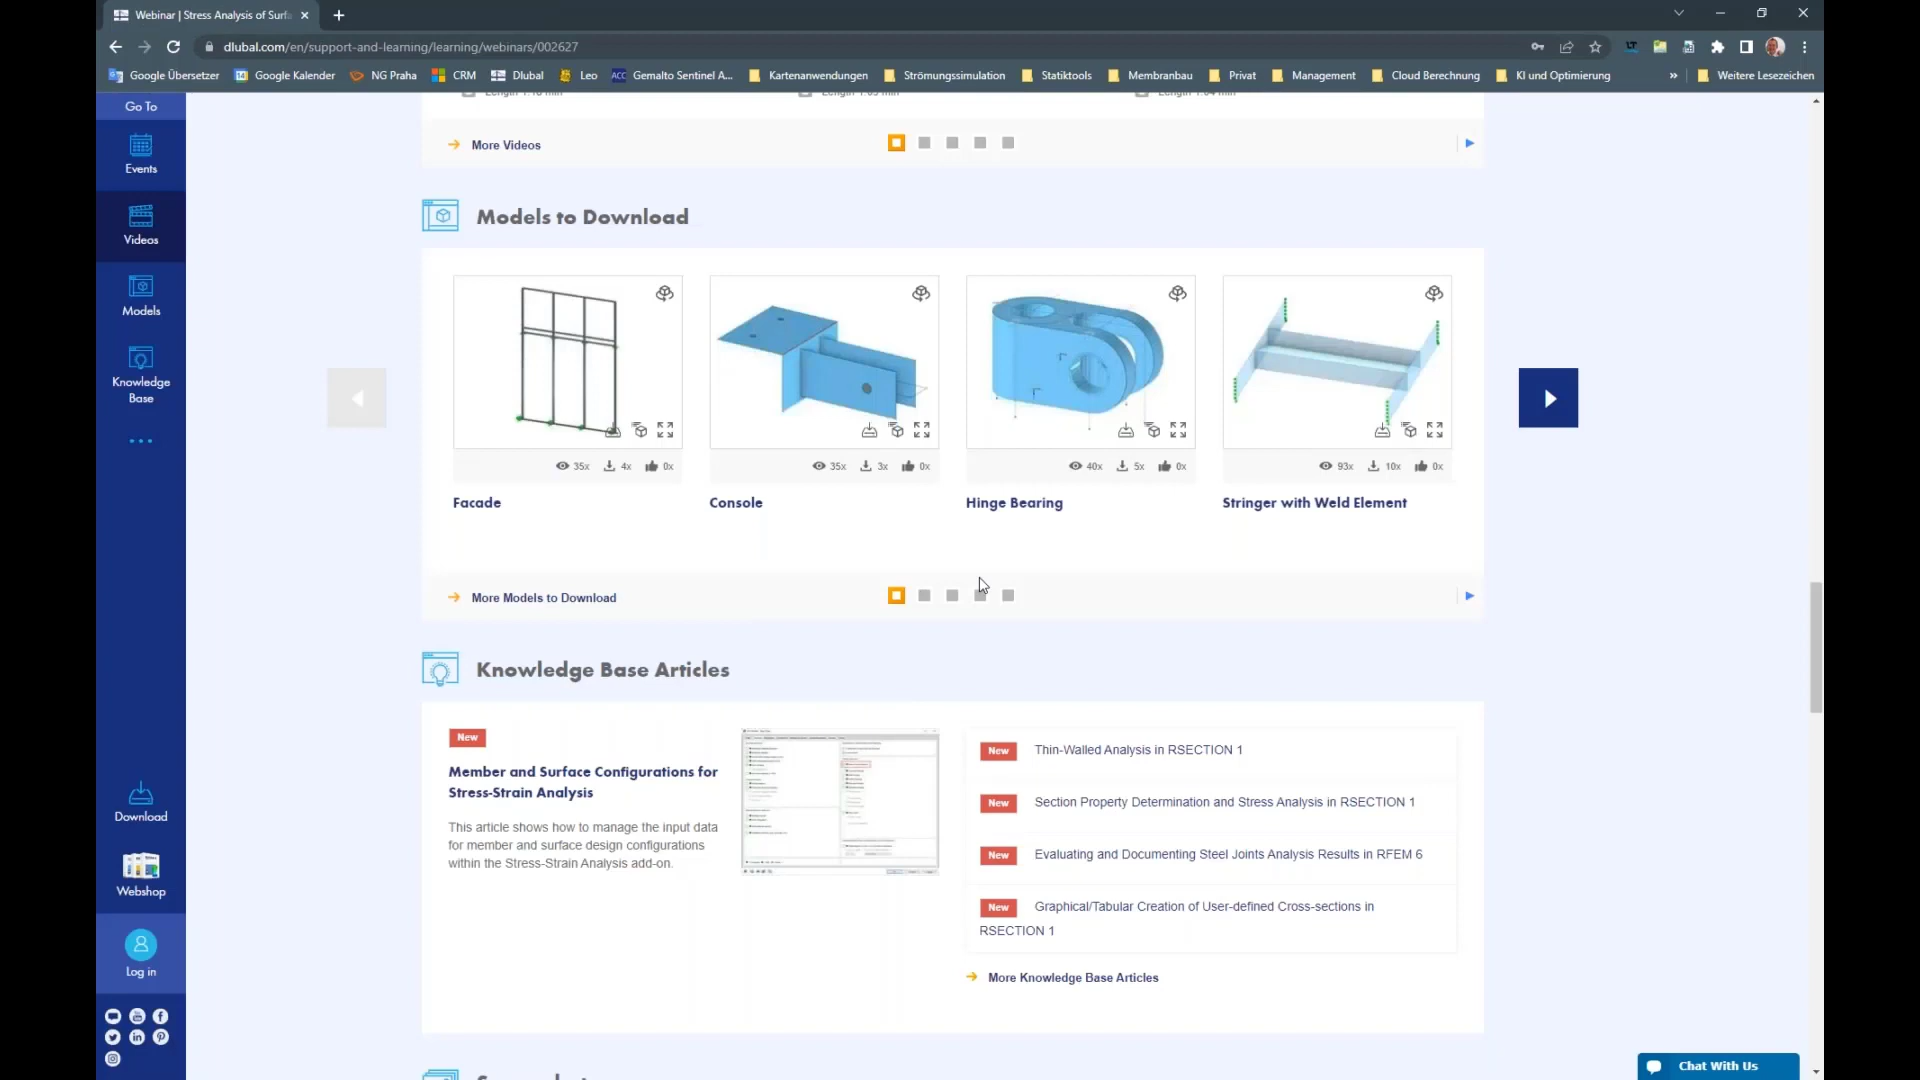 Webinar | Stress Analysis of Surfa
dlubal.com/en/support-and-learning/learning/webinars/002627
Google Übersetzer
Google Kalender
NG Praha
CRM
Dlubal
Leo
ACC
Gemalto Sentinel A...
Kartenanwendungen
Strömungssimulation
Statiktools
Membranbau
Privat
Management
Cloud Berechnung
KI und Optimierung
»
Weitere Lesezeichen
Go To
Events
Videos
Models
Knowledge
Base
Download
Webshop
Log in
More Videos
Models to Download
35x 4x 0x
35x 3x 0x
40x 5x 0x
93x 10x 0x
Facade
Console
Hinge Bearing
Stringer with Weld Element
More Models to Download
Knowledge Base Articles
New
Member and Surface Configurations for
Stress-Strain Analysis
This article shows how to manage the input data
for member and surface design configurations
within the Stress-Strain Analysis add-on.
New Thin-Walled Analysis in RSECTION 1
New Section Property Determination and Stress Analysis in RSECTION 1
New Evaluating and Documenting Steel Joints Analysis Results in RFEM 6
New Graphical/Tabular Creation of User-defined Cross-sections in
RSECTION 1
More Knowledge Base Articles
Chat With Us